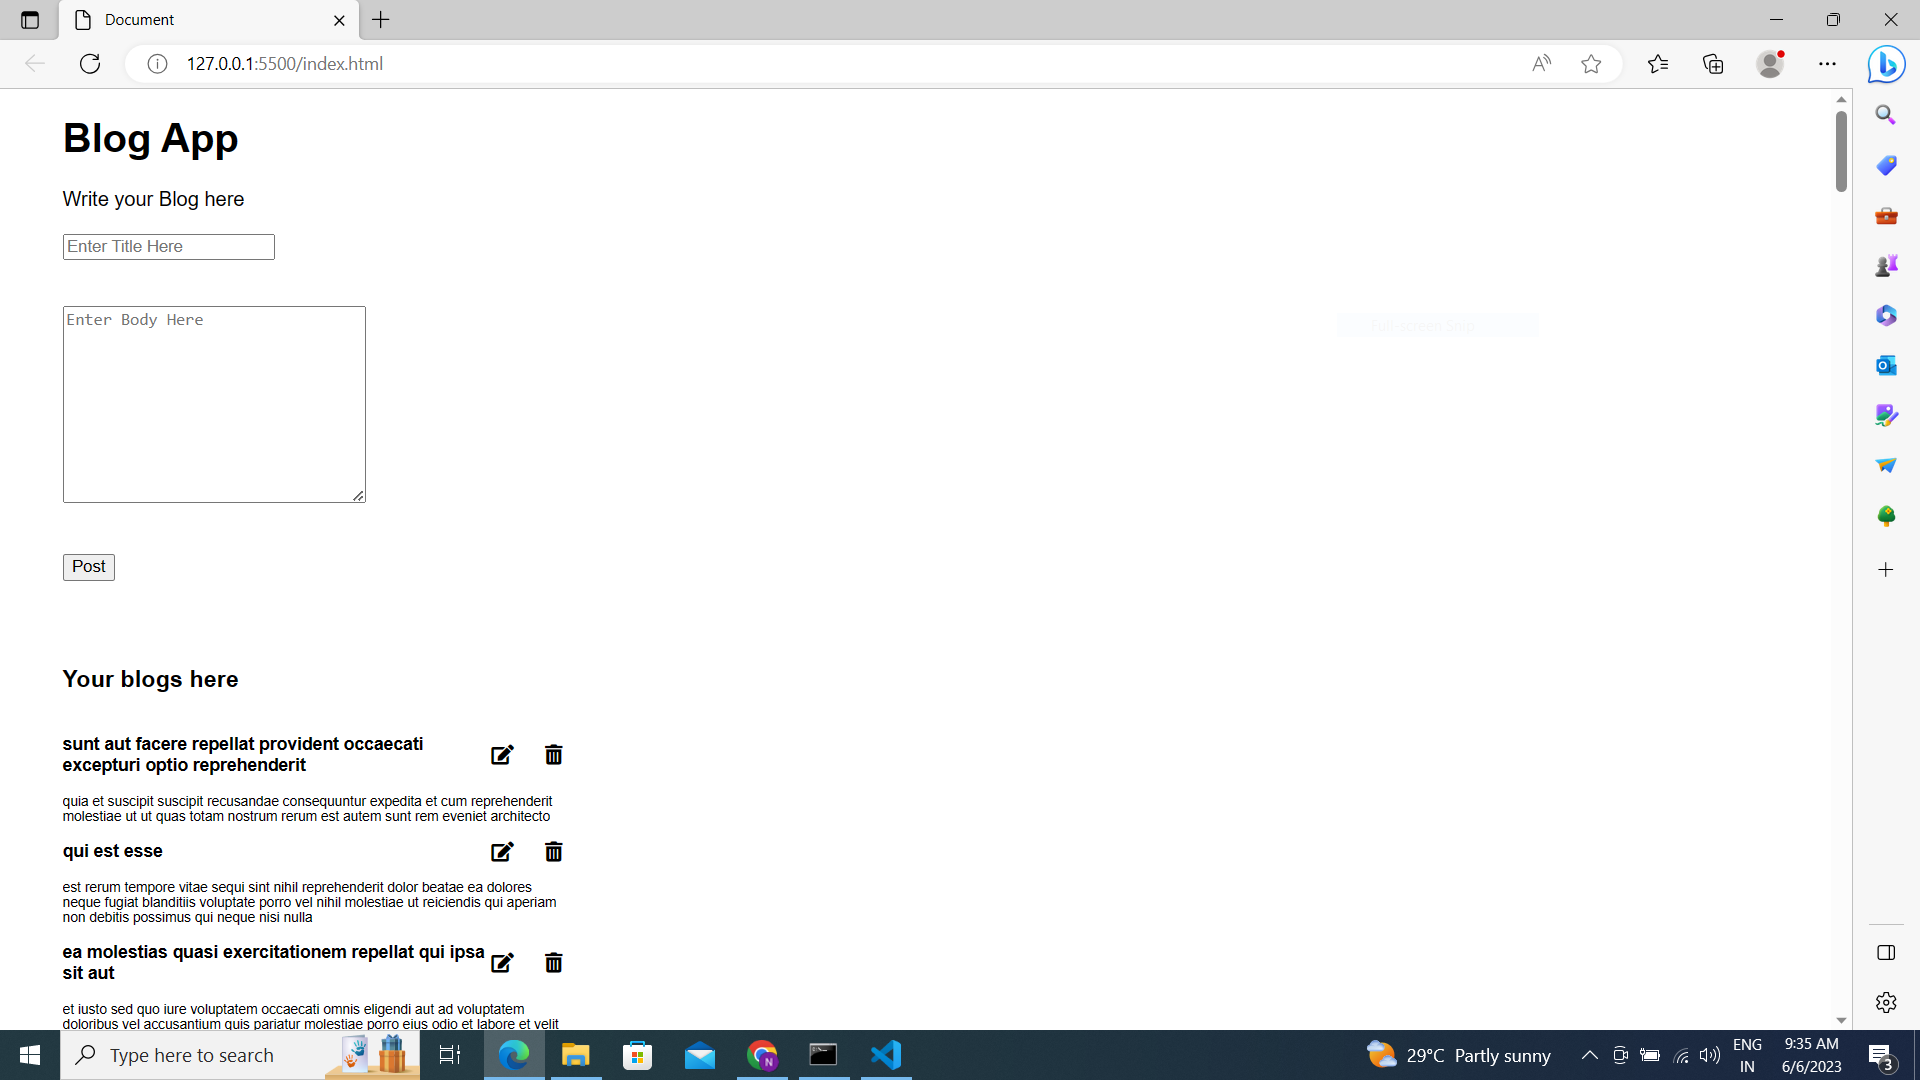 Document
127.0.0.1:5500/index.html
Blog App
Write your Blog here
Enter Title Here
Enter Body Here
Post
Your blogs here
sunt aut facere repellat provident occaecati
excepturi optio reprehenderit
quia et suscipit suscipit recusandae consequuntur expedita et cum reprehenderit
molestiae ut ut quas totam nostrum rerum est autem sunt rem eveniet architecto
qui est esse
est rerum tempore vitae sequi sint nihil reprehenderit dolor beatae ea dolores
neque fugiat blanditiis voluptate porro vel nihil molestiae ut reiciendis qui aperiam
non debitis possimus qui neque nisi nulla
ea molestias quasi exercitationem repellat qui ipsa
sit aut
et iusto sed quo iure voluptatem occaecati omnis eligendi aut ad voluptatem
doloribus vel accusantium quis pariatur molestiae porro eius odio et labore et velit
Type here to search
29°C Partly sunny
ENG
IN
9:35 AM
6/6/2023
3